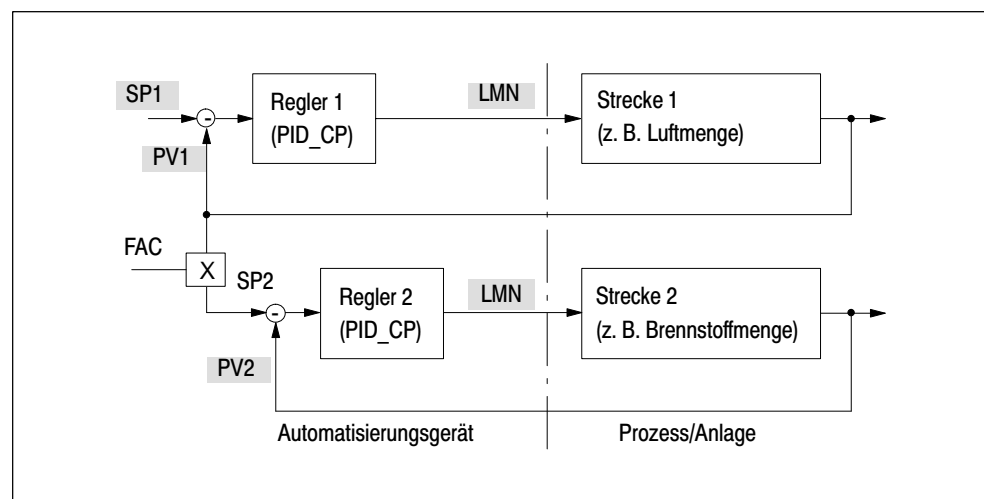 SP1
-
Regler 1
(PID_CP)
LMN
Strecke 1
(z. B. Luftmenge)
PV1
FAC
X
SP2
-
Regler 2
(PID_CP)
LMN
Strecke 2
(z. B. Brennstoffmenge)
PV2
Automatisierungsgerät
Prozess/Anlage